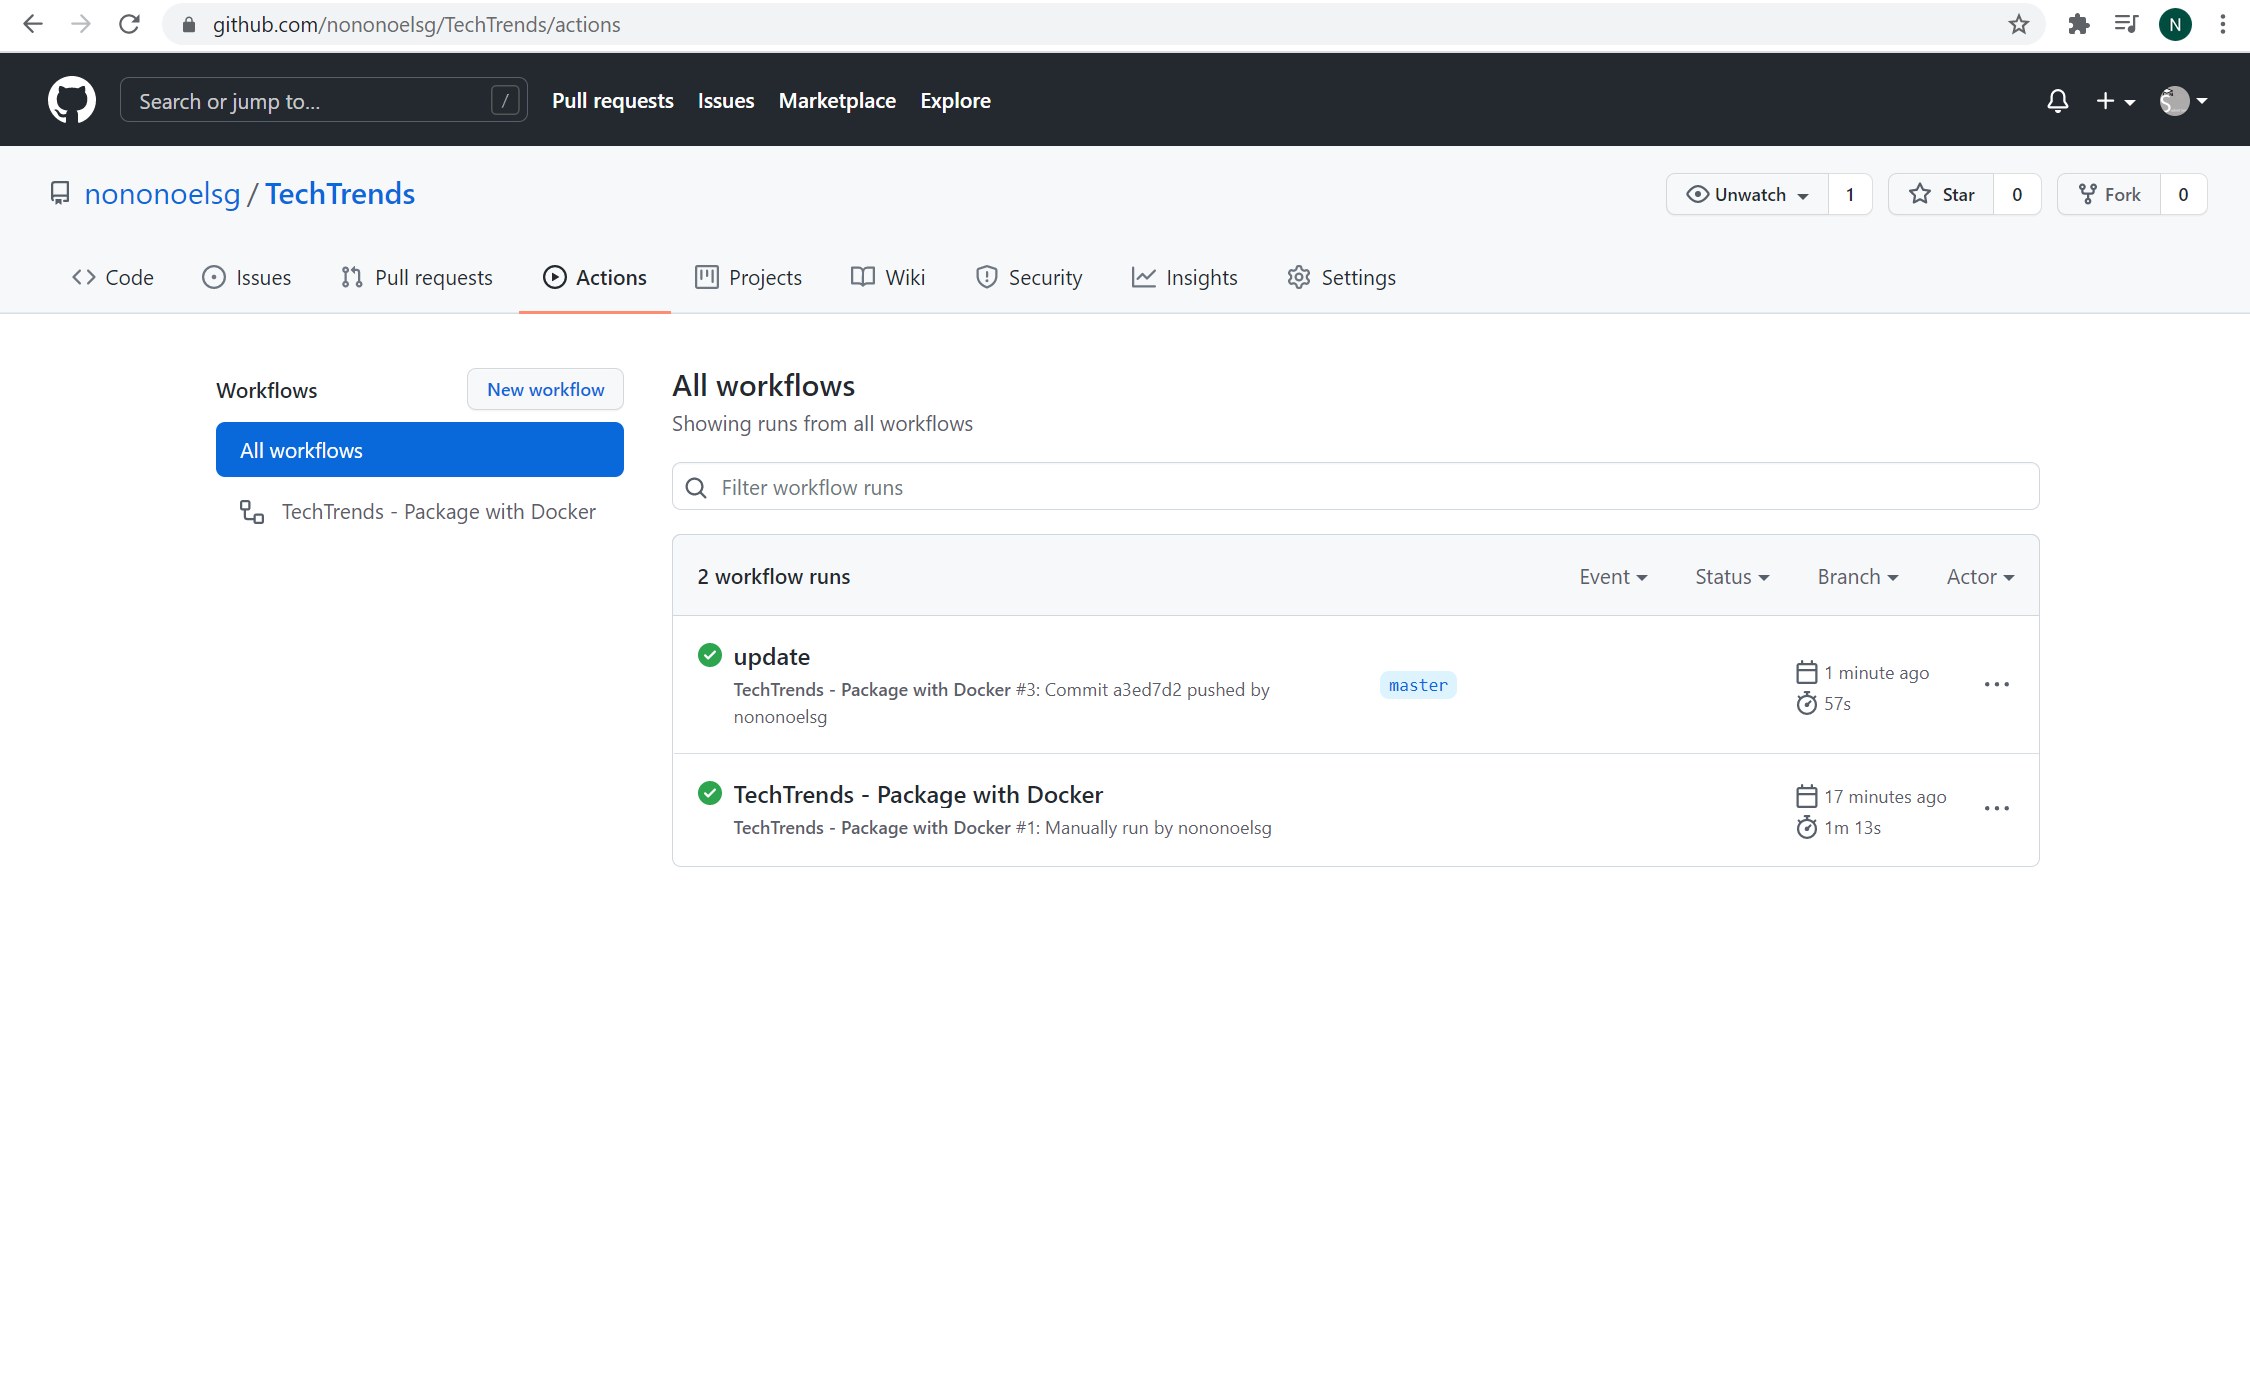 github.com/nononoelsg/TechTrends/actions
N
Search or jump to...
/
Pull requests
Issues
Marketplace
Explore
nononoelsg / TechTrends
Unwatch 1
Star 0
Fork 0
Code
Issues
Pull requests
Actions
Projects
Wiki
Security
Insights
Settings
Workflows
New workflow
All workflows
TechTrends - Package with Docker
All workflows
Showing runs from all workflows
Filter workflow runs
2 workflow runs
Event
Status
Branch
Actor
update
TechTrends - Package with Docker #3: Commit a3ed7d2 pushed by
nononoelsg
master
1 minute ago
57s
TechTrends - Package with Docker
TechTrends - Package with Docker #1: Manually run by nononoelsg
17 minutes ago
1m 13s